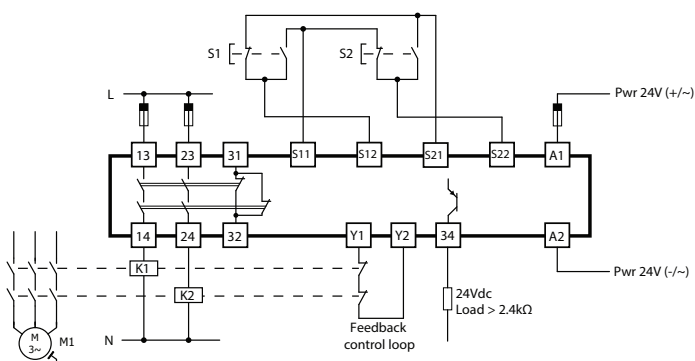 S1
S2
L
Pwr 24V (+/~)
13
23
31
S11
S12
S21
S22
A1
14
24
32
Y1
Y2
34
A2
K1
K2
Pwr 24V (-/~)
24Vdc
Load > 2.4kΩ
Feedback
control loop
M
3~
M1
N